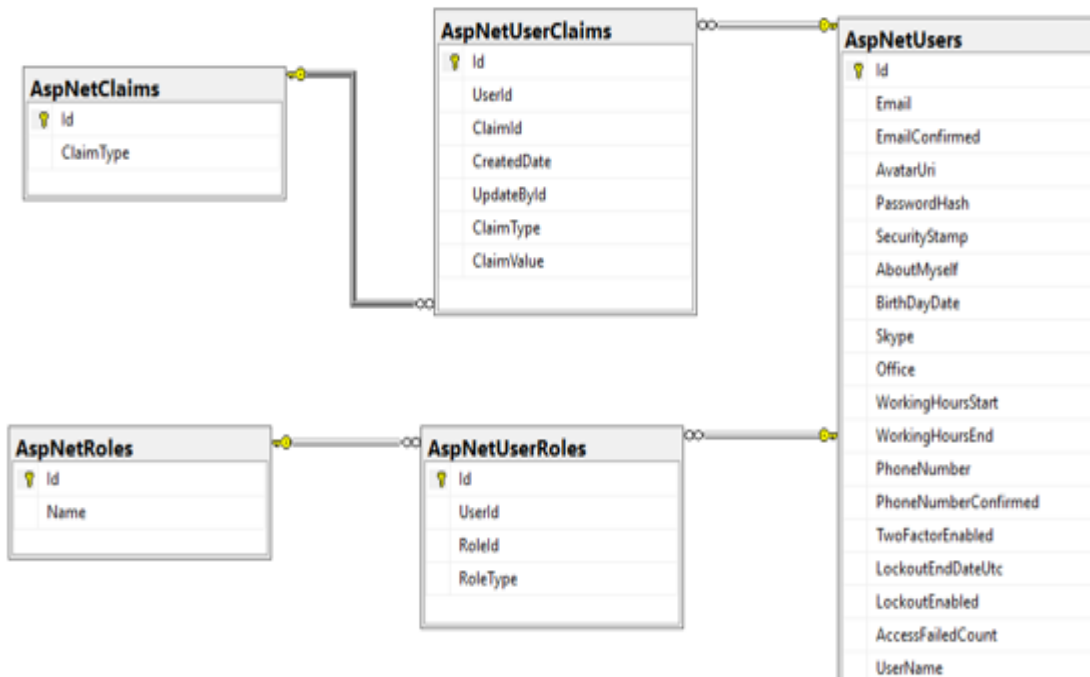 AspNetClaims
Id
ClaimType
AspNetUserClaims
Id
UserId
ClaimId
CreatedDate
UpdateById
ClaimType
ClaimValue
AspNetUsers
Id
Email
EmailConfirmed
AvatarUri
PasswordHash
SecurityStamp
AboutMyself
BirthDayDate
Skype
Office
WorkingHoursStart
WorkingHoursEnd
PhoneNumber
PhoneNumberConfirmed
TwoFactorEnabled
LockoutEndDateUtc
LockoutEnabled
AccessFailedCount
UserName
AspNetRoles
Id
Name
AspNetUserRoles
Id
UserId
RoleId
RoleType